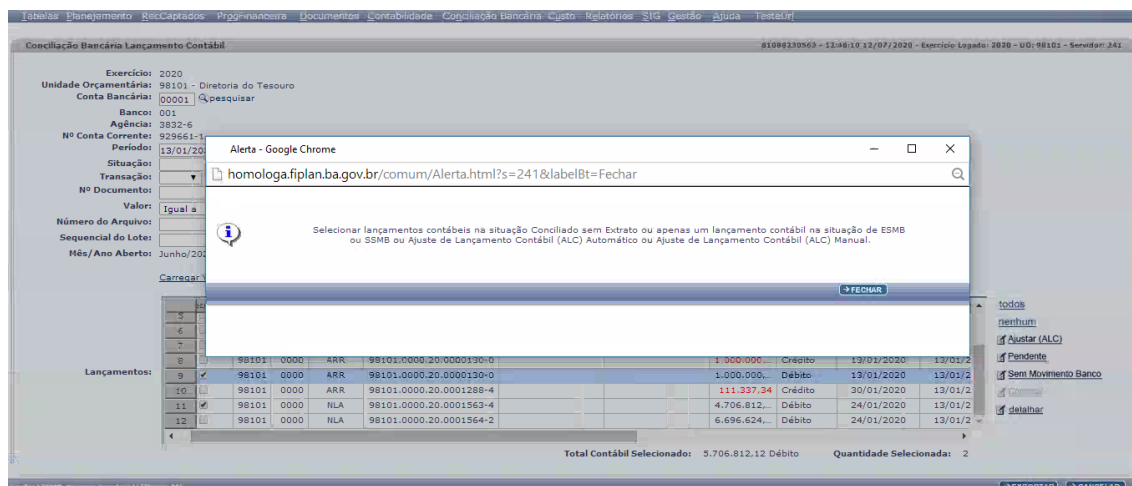 Tabelas Planejamento RecCaptados ProgFinanceira Documentos Contabilidade Conciliação Bancária Custo Relatórios SIG Gestão Ajuda TesteUrl
Conciliação Bancária Lançamento Contábil 81088230563 - 12:46:10 12/07/2020 - Exercício Logado: 2020 - UO: 98101 - Servidor: 241
Exercício: 2020
Unidade Orçamentária: 98101 - Diretoria do Tesouro
Conta Bancária: 00001 pesquisar
Banco: 001
Agência: 3832-6
Nº Conta Corrente: 929661-1
Período: 13/01/20
Situação:
Transação:
Nº Documento:
Valor: Igual a
Número do Arquivo:
Sequencial do Lote:
Mês/Ano Aberto: Junho/202
Carregar
Alerta - Google Chrome
homologa.fiplan.ba.gov.br/comum/Alerta.html?s=241&labelBt=Fechar
Selecionar lançamentos contábeis na situação Conciliado sem Extrato ou apenas um lançamento contábil na situação de ESMB
ou SSMB ou Ajuste de Lançamento Contábil (ALC) Automático ou Ajuste de Lançamento Contábil (ALC) Manual.
FECHAR
Lançamentos:
5
6
7
8 98101 0000 ARR 98101.0000.20.0000130-0 1.000.000,... Crédito 13/01/2020 13/01/2
9 98101 0000 ARR 98101.0000.20.0000130-0 1.000.000,... Débito 13/01/2020 13/01/2
10 98101 0000 ARR 98101.0000.20.0001288-4 111.337,34 Crédito 30/01/2020 13/01/2
11 98101 0000 NLA 98101.0000.20.0001563-4 4.706.812,... Débito 24/01/2020 13/01/2
12 98101 0000 NLA 98101.0000.20.0001564-2 6.696.624,... Débito 24/01/2020 13/01/2
todos
nenhum
Ajustar (ALC)
Pendente
Sem Movimento Banco
detalhar
Total Contábil Selecionado: 5.706.812,12 Débito Quantidade Selecionada: 2
EXPORTAR CANCELAR